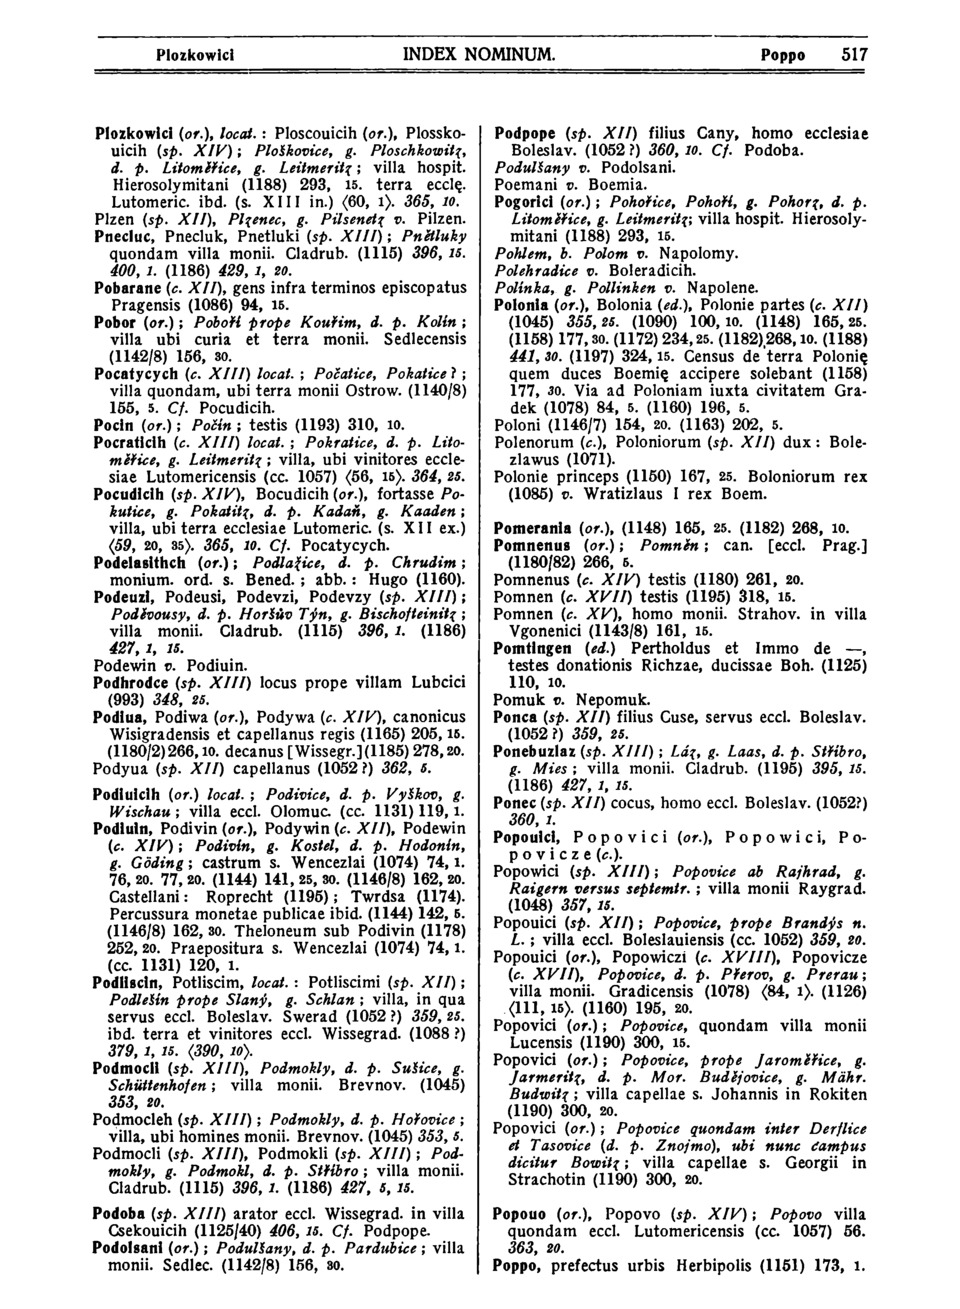 Plozkowici INDEX NOMINUM. Poppo 517
Plozkowici (or.), locat. : Ploscouicih (or.), Plossko-
uicih (sp. XIV) ; Ploškovice, g. Ploschkowitz,
d. p. Litoměřice, g. Leitmeritz ; villa hospit.
Hierosolymitani (1188) 293, 15. terra ecclę.
Lutomeric. ibd. (s. XIII in.) ⟨60, 1⟩. 365, 10.
Plzen (sp. XII), Plzenec, g. Pilsenetz v. Pilzen.
Pnecluc, Pnecluk, Pnetluki (sp. XIII) ; Pnětluky
quondam villa monii. Cladrub. (1115) 396, 15.
400, 1. (1186) 429, 1, 20.
Pobarane (c. XII), gens infra terminos episcopatus
Pragensis (1086) 94, 15.
Pobor (or.) ; Poboří prope Kouřim, d. p. Kolín ;
villa ubi curia et terra monii. Sedlecensis
(1142/8) 156, 30.
Pocatycych (c. XIII) locat. ; Počatice, Pokatice ? ;
villa quondam, ubi terra monii Ostrow. (1140/8)
155, 5. Cf. Pocudicih.
Pocin (or.) ; Počín ; testis (1193) 310, 10.
Pocraticih (c. XIII) locat. ; Pokratice, d. p. Lito-
měřice, g. Leitmeritz ; villa, ubi vinitores eccle-
siae Lutomericensis (cc. 1057) ⟨56, 15⟩. 364, 25.
Pocudicih (sp. XIV), Bocudicih (or.), fortasse Po-
kutice, g. Pokatitz, d. p. Kadaň, g. Kaaden ;
villa, ubi terra ecclesiae Lutomeric. (s. XII ex.)
⟨59, 20, 35⟩. 365, 10. Cf. Pocatycych.
Podelasithch (or.) ; Podlažice, d. p. Chrudim ;
monium. ord. s. Bened. ; abb. : Hugo (1160).
Podeuzi, Podeusi, Podevzi, Podevzy (sp. XIII) ;
Poděvousy, d. p. Horšův Týn, g. Bischofteinitz ;
villa monii. Cladrub. (1115) 396, 1. (1186)
427, 1, 15.
Podewin v. Podiuin.
Podhrodce (sp. XIII) locus prope villam Lubcici
(993) 348, 25.
Podiua, Podiwa (or.), Podywa (c. XIV), canonicus
Wisigradensis et capellanus regis (1165) 205, 15.
(1180/2) 266, 10. decanus [Wissegr.] (1185) 278, 20.
Podyua (sp. XII) capellanus (1052 ?) 362, 5.
Podiuicih (or.) locat. ; Podivice, d. p. Vyškov, g.
Wischau ; villa eccl. Olomuc. (cc. 1131) 119, 1.
Podiuin, Podivin (or.), Podywin (c. XII), Podewin
(c. XIV) ; Podivín, g. Kostel, d. p. Hodonín,
g. Göding ; castrum s. Wencezlai (1074) 74, 1.
76, 20. 77, 20. (1144) 141, 25, 30. (1146/8) 162, 20.
Castellani : Roprecht (1195) ; Twrdsa (1174).
Percussura monetae publicae ibid. (1144) 142, 5.
(1146/8) 162, 30. Theloneum sub Podivin (1178)
252, 20. Praepositura s. Wencezlai (1074) 74, 1.
(cc. 1131) 120, 1.
Podliscin, Potliscim, locat. : Potliscimi (sp. XII) ;
Podlešín prope Slaný, g. Schlan ; villa, in qua
servus eccl. Boleslav. Swerad (1052 ?) 359, 25.
ibd. terra et vinitores eccl. Wissegrad. (1088 ?)
379, 1, 15. ⟨390, 10⟩.
Podmocli (sp. XIII), Podmokly, d. p. Sušice, g.
Schüttenhofen ; villa monii. Brevnov. (1045)
353, 20.
Podmocleh (sp. XIII) ; Podmokly, d. p. Hořovice ;
villa, ubi homines monii. Brevnov. (1045) 353, 5.
Podmocli (sp. XIII), Podmokli (sp. XIII) ; Pod-
mokly, g. Podmokl, d. p. Stříbro ; villa monii.
Cladrub. (1115) 396, 1. (1186) 427, 5, 15.
Podoba (sp. XIII) arator eccl. Wissegrad. in villa
Csekouicih (1125/40) 406, 15. Cf. Podpope.
Podolsani (or.) ; Podulšany, d. p. Pardubice ; villa
monii. Sedlec. (1142/8) 156, 30.
Podpope (sp. XII) filius Cany, homo ecclesiae
Boleslav. (1052 ?) 360, 10. Cf. Podoba.
Podulšany v. Podolsani.
Poemani v. Boemia.
Pogorici (or.) ; Pohořice, Pohoří, g. Pohorz, d. p.
Litoměřice, g. Leitmeritz; villa hospit. Hierosoly-
mitani (1188) 293, 15.
Pohlem, b. Polom v. Napolomy.
Polehradice v. Boleradicih.
Polinka, g. Pollinken v. Napolene.
Polonia (or.), Bolonia (ed.), Polonie partes (c. XII)
(1045) 355, 25. (1090) 100, 10. (1148) 165, 25.
(1158) 177, 30. (1172) 234, 25. (1182) 268, 10. (1188)
441, 30. (1197) 324, 15. Census de terra Polonię
quem duces Boemię accipere solebant (1158)
177, 30. Via ad Poloniam iuxta civitatem Gra-
dek (1078) 84, 5. (1160) 196, 5.
Poloni (1146/7) 154, 20. (1163) 202, 5.
Polenorum (c.), Poloniorum (sp. XII) dux : Bole-
zlawus (1071).
Polonie princeps (1150) 167, 25. Boloniorum rex
(1085) v. Wratizlaus I rex Boem.
Pomerania (or.), (1148) 165, 25. (1182) 268, 10.
Pomnenus (or.) ; Pomněn ; can. [eccl. Prag.]
(1180/82) 266, 5.
Pomnenus (c. XIV) testis (1180) 261, 20.
Pomnen (c. XVII) testis (1195) 318, 15.
Pomnen (c. XV), homo monii. Strahov. in villa
Vgonenici (1143/8) 161, 15.
Pomtingen (ed.) Pertholdus et Immo de —,
testes donationis Richzae, ducissae Boh. (1125)
110, 10.
Pomuk v. Nepomuk.
Ponca (sp. XII) filius Cuse, servus eccl. Boleslav.
(1052 ?) 359, 25.
Ponebuzlaz (sp. XIII) ; Láz, g. Laas, d. p. Stříbro,
g. Mies ; villa monii. Cladrub. (1195) 395, 15.
(1186) 427, 1, 15.
Ponec (sp. XII) cocus, homo eccl. Boleslav. (1052?)
360, 1.
Popouici, Popovici (or.), Popowici, Po-
povicze (c.).
Popowici (sp. XIII) ; Popovice ab Rajhrad, g.
Raigern versus septemtr. ; villa monii Raygrad.
(1048) 357, 15.
Popouici (sp. XII) ; Popovice, prope Brandýs n.
L. ; villa eccl. Boleslauiensis (cc. 1052) 359, 20.
Popouici (or.), Popowiczi (c. XVIII), Popovicze
(c. XVII), Popovice, d. p. Přerov, g. Prerau ;
villa monii. Gradicensis (1078) ⟨84, 1⟩. (1126)
⟨111, 15⟩. (1160) 195, 20.
Popovici (or.) ; Popovice, quondam villa monii
Lucensis (1190) 300, 15.
Popovici (or.) ; Popovice, prope Jaroměřice, g.
Jarmeritz, d. p. Mor. Budějovice, g. Mähr.
Budwitz ; villa capellae s. Johannis in Rokiten
(1190) 300, 20.
Popovici (or.) ; Popovice quondam inter Derflice
et Tasovice (d. p. Znojmo), ubi nunc campus
dicitur Bowitz ; villa capellae s. Georgii in
Strachotin (1190) 300, 20.
Popouo (or.), Popovo (sp. XIV) ; Popovo villa
quondam eccl. Lutomericensis (cc. 1057) 56.
363, 20.
Poppo, prefectus urbis Herbipolis (1151) 173, 1.